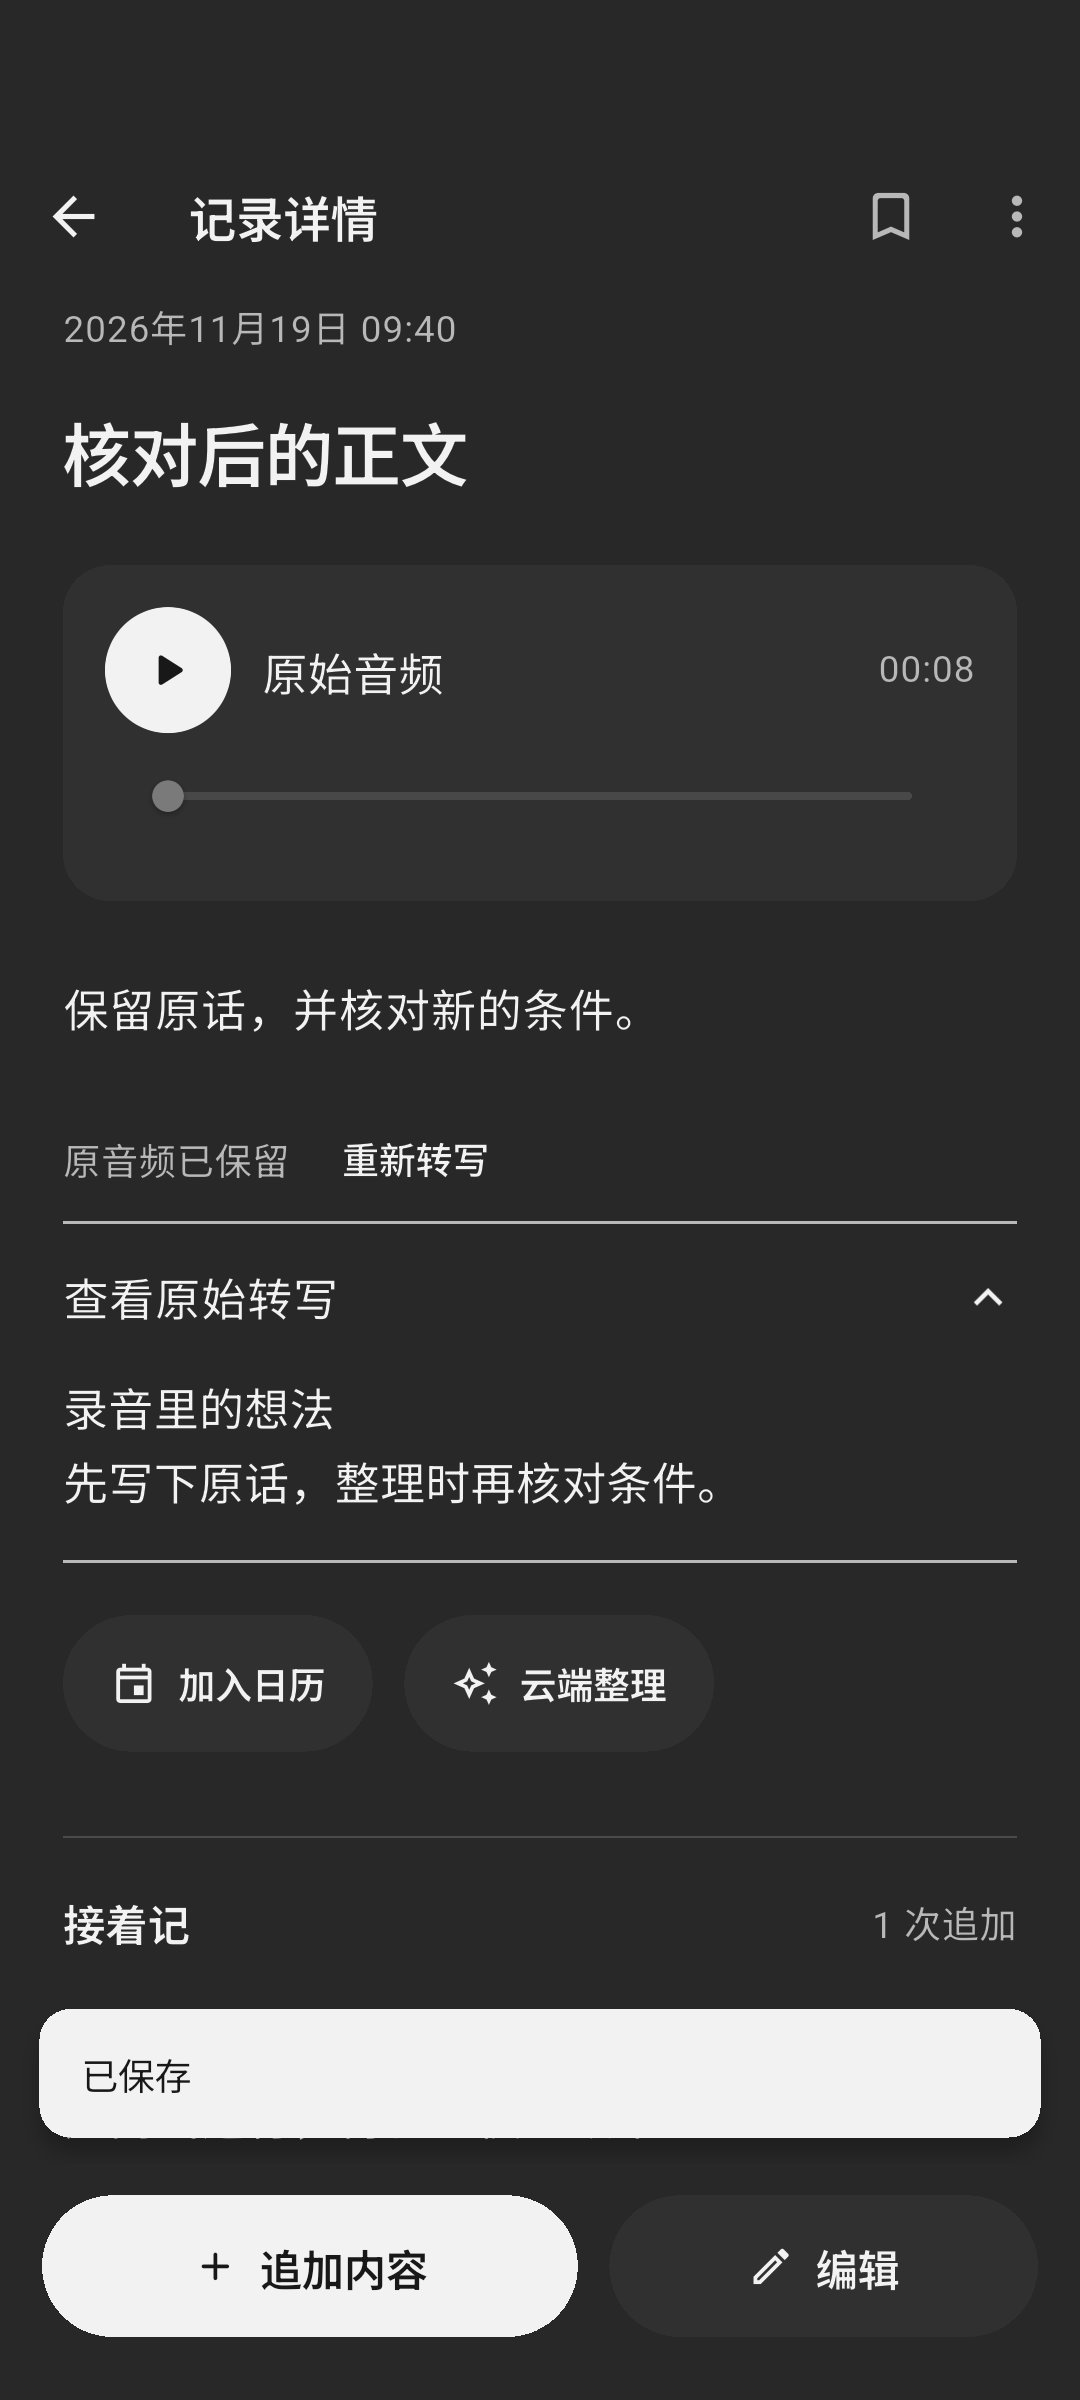 记录详情
2026年11月19日 09:40
核对后的正文
原始音频 00:08
保留原话，并核对新的条件。
原音频已保留 重新转写
查看原始转写
录音里的想法
先写下原话，整理时再核对条件。
加入日历 云端整理
接着记 1 次追加
已保存
追加内容 编辑